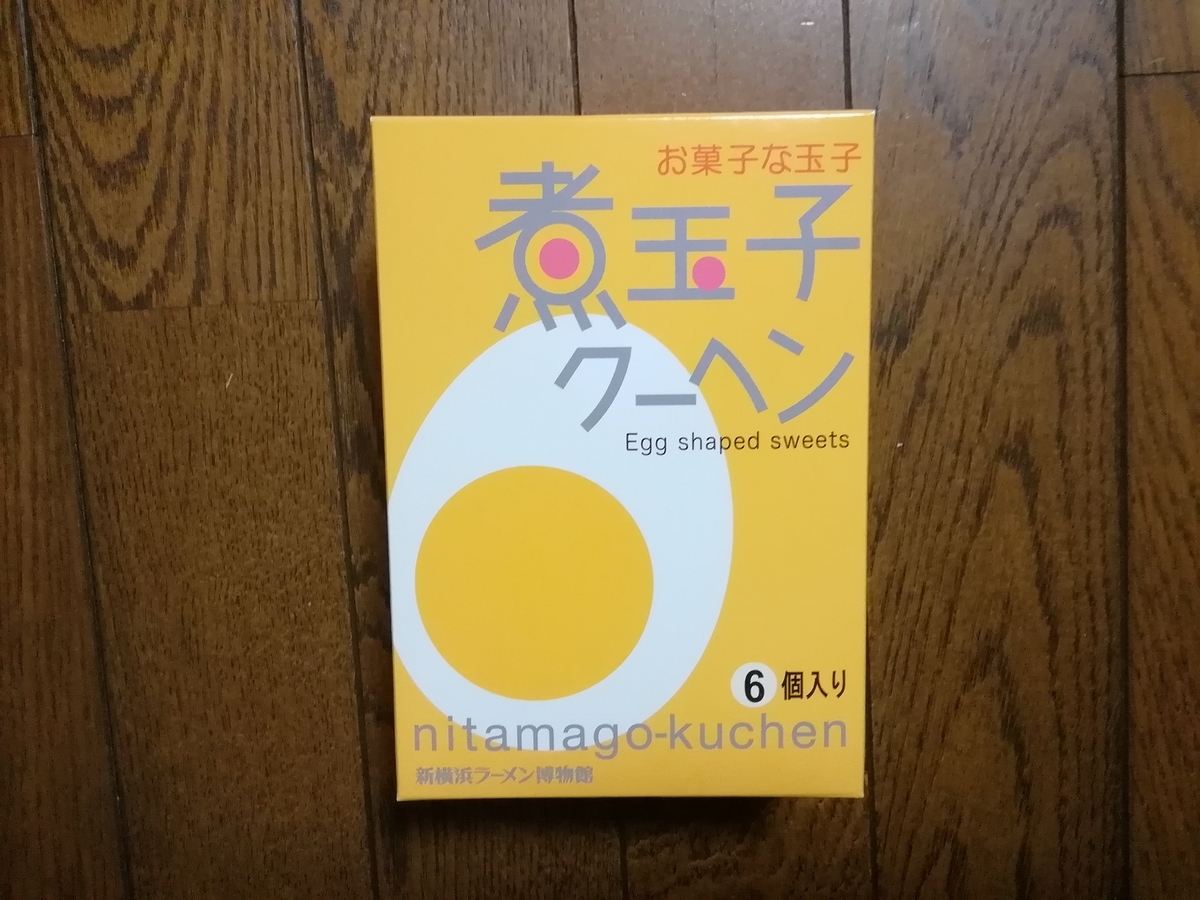 お菓子な玉子
煮玉子
クーヘン
Egg shaped sweets
6個入り
nitamago-kuchen
新横浜ラーメン博物館